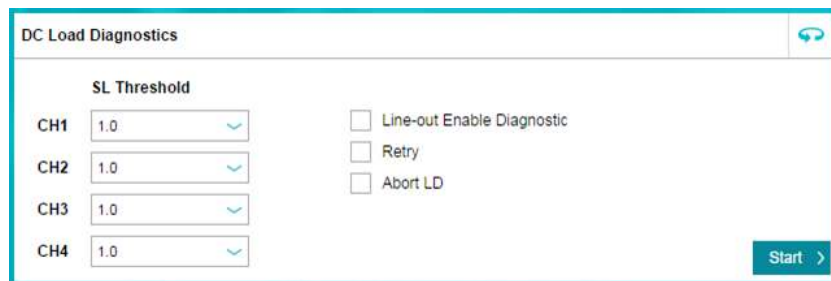 DC Load Diagnostics
SL Threshold
CH1 1.0
Line-out Enable Diagnostic
CH2 1.0
Retry
Abort LD
CH3 1.0
CH4 1.0
Start